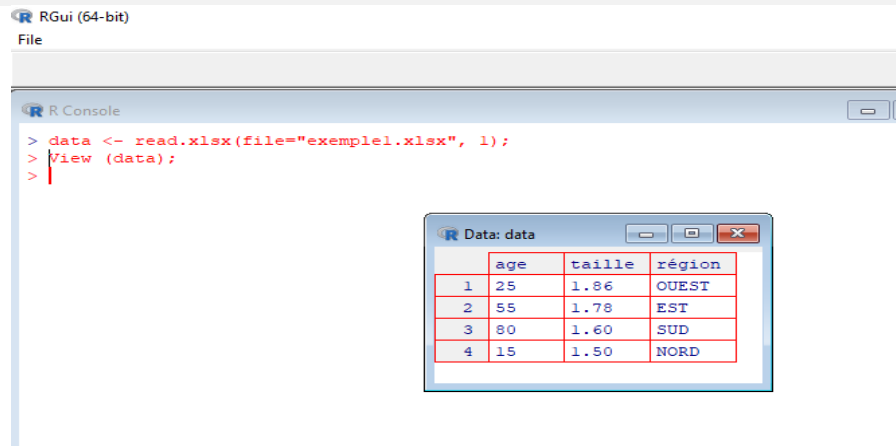 RGui (64-bit)
File
R Console
> data <- read.xlsx(file="exemple1.xlsx", 1);
> View (data);
>
Data: data
age taille région
1 25 1.86 OUEST
2 55 1.78 EST
3 80 1.60 SUD
4 15 1.50 NORD